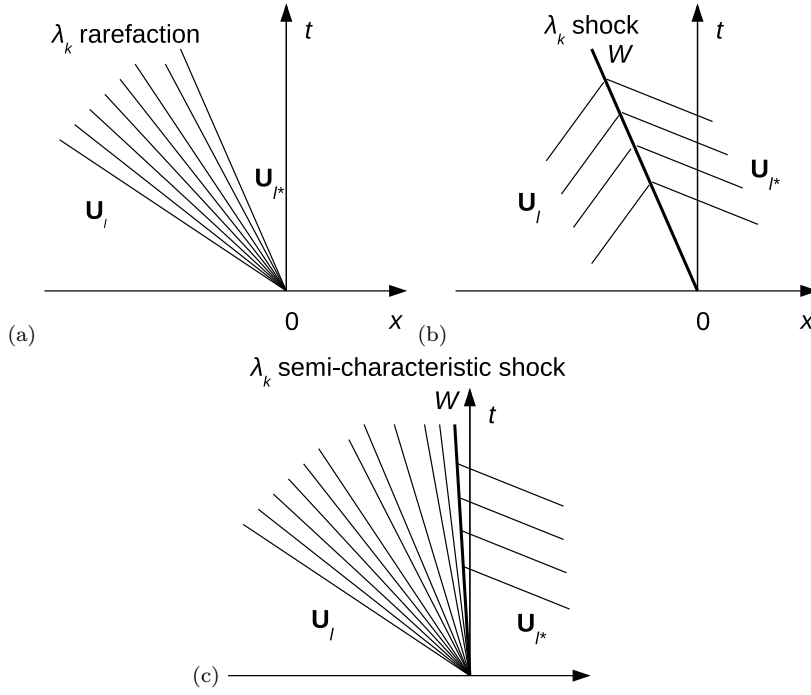 λk rarefaction
t
Ul
Ul*
0
x
(a)
λk shock
W
t
Ul
Ul*
0
x
(b)
λk semi-characteristic shock
W
t
Ul
Ul*
(c)